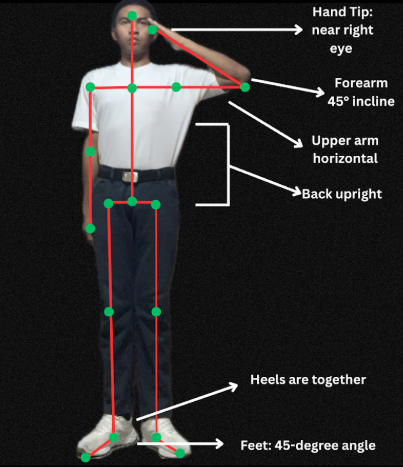 Hand Tip:
near right
eye
Forearm
45° incline
Upper arm
horizontal
Back upright
Heels are together
Feet: 45-degree angle